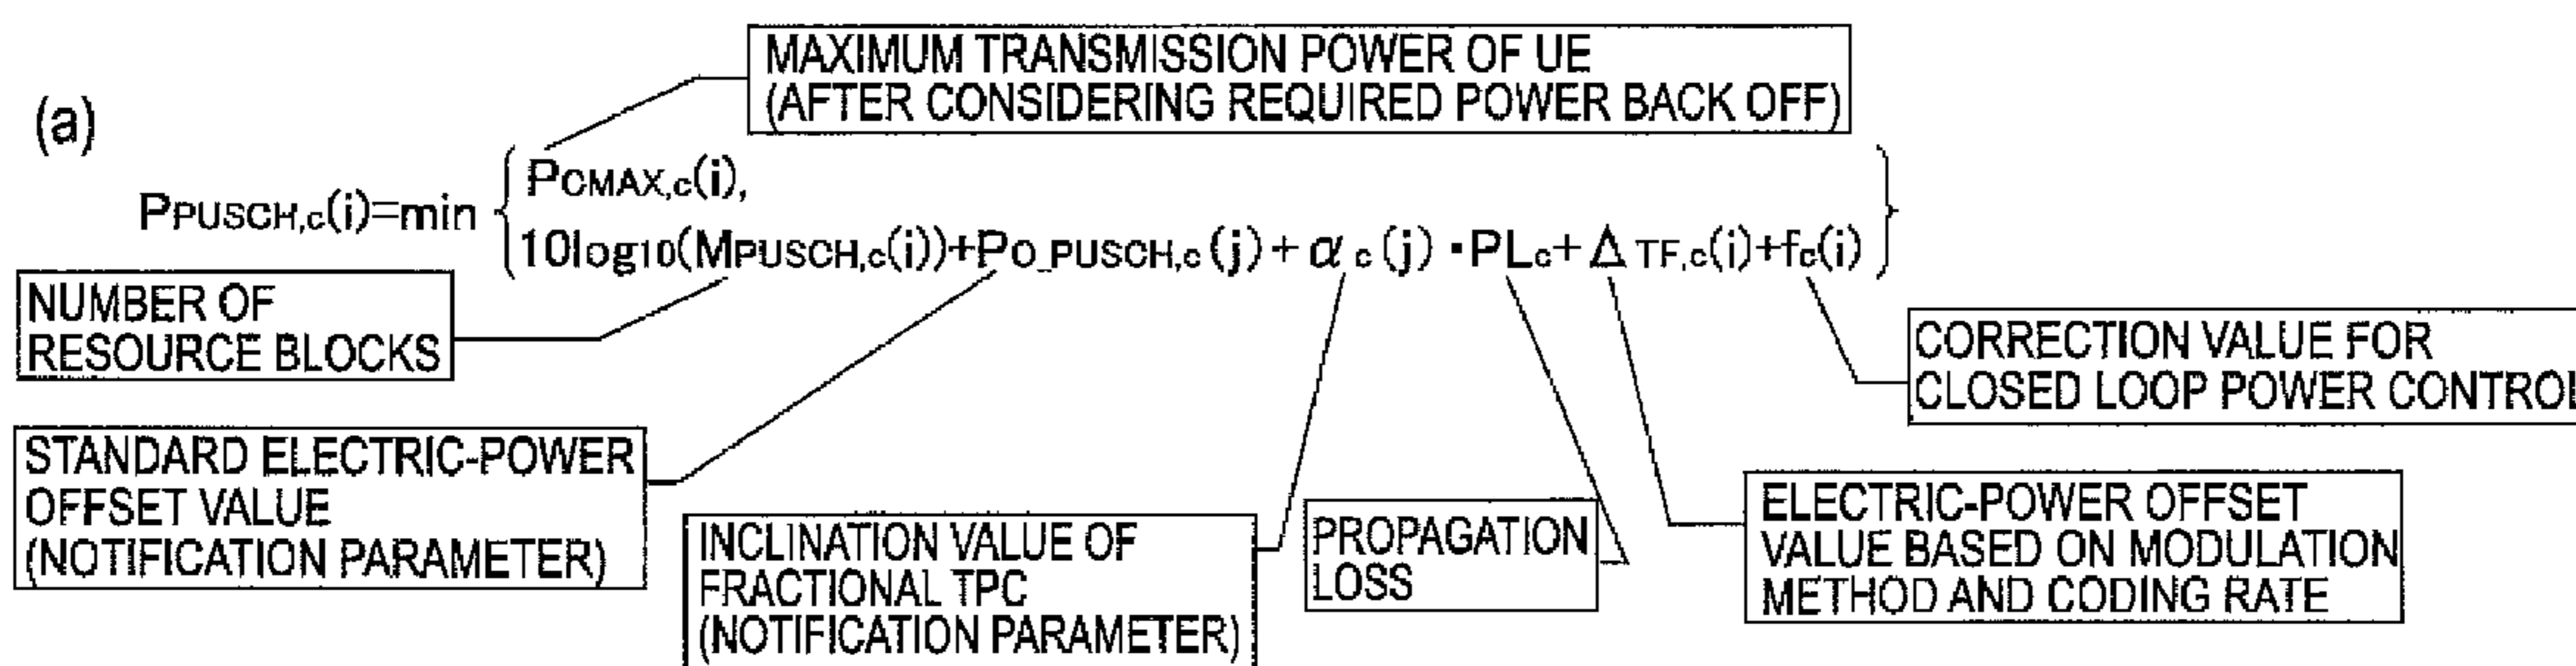 MAXIMUM TRANSMISSION POWER OF UE
(AFTER CONSIDERING REQUIRED POWER BACK OFF)
(a)
PPUSCH,c(i)=min
PCMAX,c(i),
10log10(MPUSCH,c(i))+PO_PUSCH,c(j)+αc(j)・PLc+ΔTF,c(i)+fc(i)
NUMBER OF
RESOURCE BLOCKS
CORRECTION VALUE FOR
CLOSED LOOP POWER CONTROL
STANDARD ELECTRIC-POWER
OFFSET VALUE
(NOTIFICATION PARAMETER)
INCLINATION VALUE OF
FRACTIONAL TPC
(NOTIFICATION PARAMETER)
PROPAGATION
LOSS
ELECTRIC-POWER OFFSET
VALUE BASED ON MODULATION
METHOD AND CODING RATE